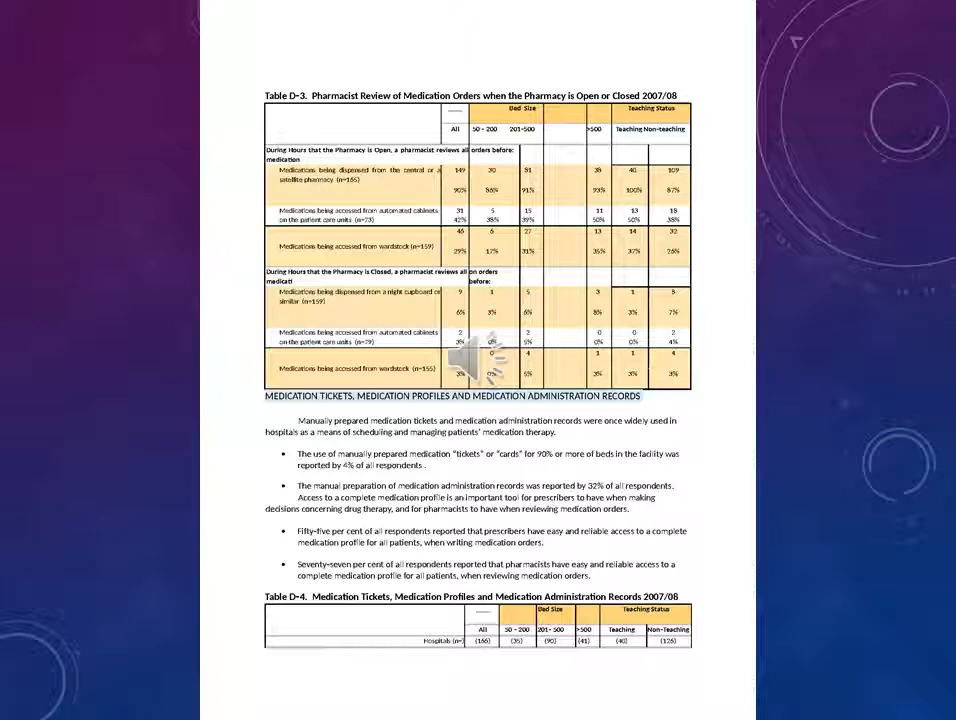 Table D-3. Pharmacist Review of Medication Orders when the Pharmacy is Open or Closed 2007/08
Bed Size Teaching Status
All 50 – 200 201-500 >500 Teaching Non-teaching
During Hours that the Pharmacy is Open, a pharmacist reviews all orders before:
medication
Medications being dispensed from the central or a 149 30 81 38 40 109
satellite pharmacy (n=165)
90% 86% 91% 93% 100% 87%
Medications being accessed from automated cabinets 31 5 15 11 13 18
on the patient care units (n=73) 42% 38% 39% 50% 50% 38%
46 6 27 13 14 32
Medications being accessed from wardstock (n=159)
29% 17% 31% 35% 37% 26%
During Hours that the Pharmacy is Closed, a pharmacist reviews all on orders
medicati before:
Medications being dispensed from a night cupboard or 9 1 5 3 1 8
similar (n=159)
6% 3% 6% 8% 3% 7%
Medications being accessed from automated cabinets 2 2 0 0 2
on the patient care units (n=79) 3% 0% 5% 0% 0% 4%
0 4 1 1 4
Medications being accessed from wardstock (n=155)
3% 0% 5% 3% 3% 3%
MEDICATION TICKETS, MEDICATION PROFILES AND MEDICATION ADMINISTRATION RECORDS
Manually prepared medication tickets and medication administration records were once widely used in
hospitals as a means of scheduling and managing patients’ medication therapy.
• The use of manually prepared medication “tickets” or “cards” for 90% or more of beds in the facility was
reported by 4% of all respondents .
• The manual preparation of medication administration records was reported by 32% of all respondents.
Access to a complete medication profile is an important tool for prescribers to have when making
decisions concerning drug therapy, and for pharmacists to have when reviewing medication orders.
• Fifty-five per cent of all respondents reported that prescribers have easy and reliable access to a complete
medication profile for all patients, when writing medication orders.
• Seventy-seven per cent of all respondents reported that pharmacists have easy and reliable access to a
complete medication profile for all patients, when reviewing medication orders.
Table D-4. Medication Tickets, Medication Profiles and Medication Administration Records 2007/08
Bed Size Teaching Status
All 50 – 200 201- 500 >500 Teaching Non-Teaching
Hospitals (n=) (166) (35) (90) (41) (40) (126)